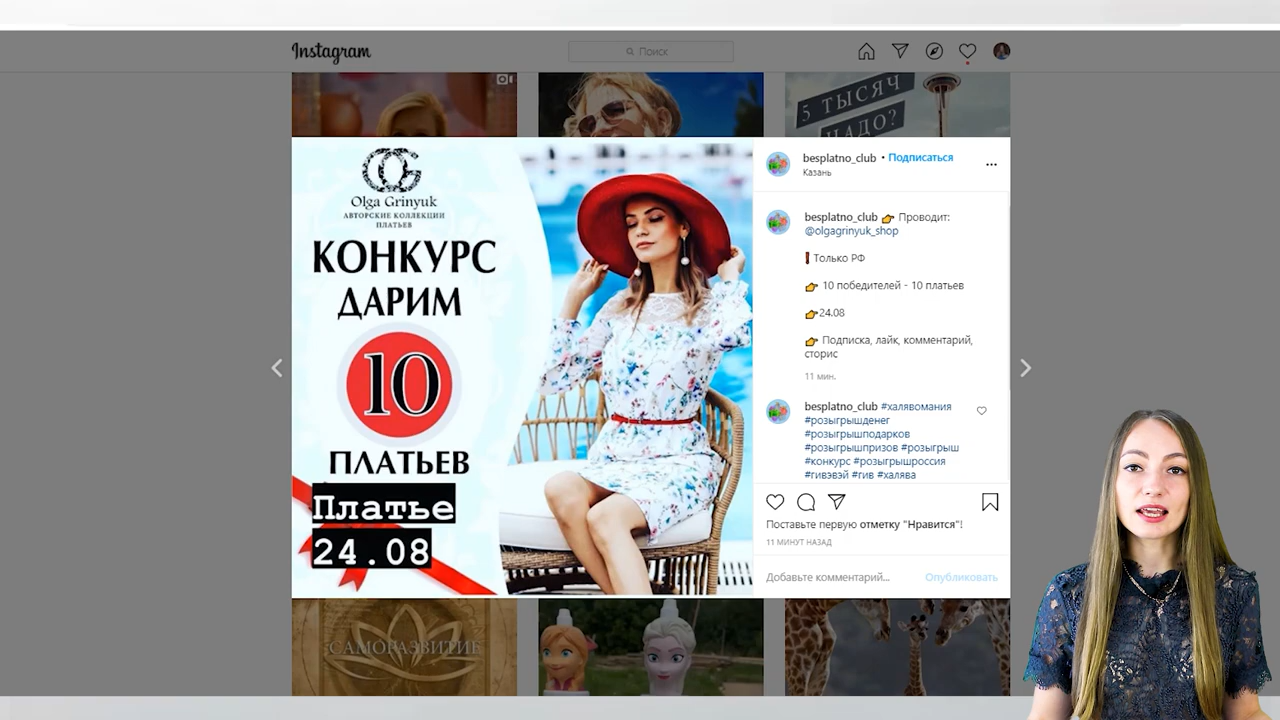 Instagram
Поиск
5 ТЫСЯЧ
НАДО?
OG
Olga Grinyuk
АВТОРСКИЕ КОЛЛЕКЦИИ
ПЛАТЬЕВ
КОНКУРС
ДАРИМ
10
ПЛАТЬЕВ
Платье
24.08
besplatno_club • Подписаться
Казань
besplatno_club 👉 Проводит:
@olgagrinyuk_shop
❗Только РФ
👉 10 победителей - 10 платьев
👉24.08
👉 Подписка, лайк, комментарий,
сторис
11 мин.
besplatno_club #халявомания
#розыгрышденег
#розыгрышподарков
#розыгрышпризов #розыгрыш
#конкурс #розыгрышроссия
#гивэвэй #гив #халява
Поставьте первую отметку "Нравится"!
11 МИНУТ НАЗАД
Добавьте комментарий...
Опубликовать
САМОРАЗВИТИЕ